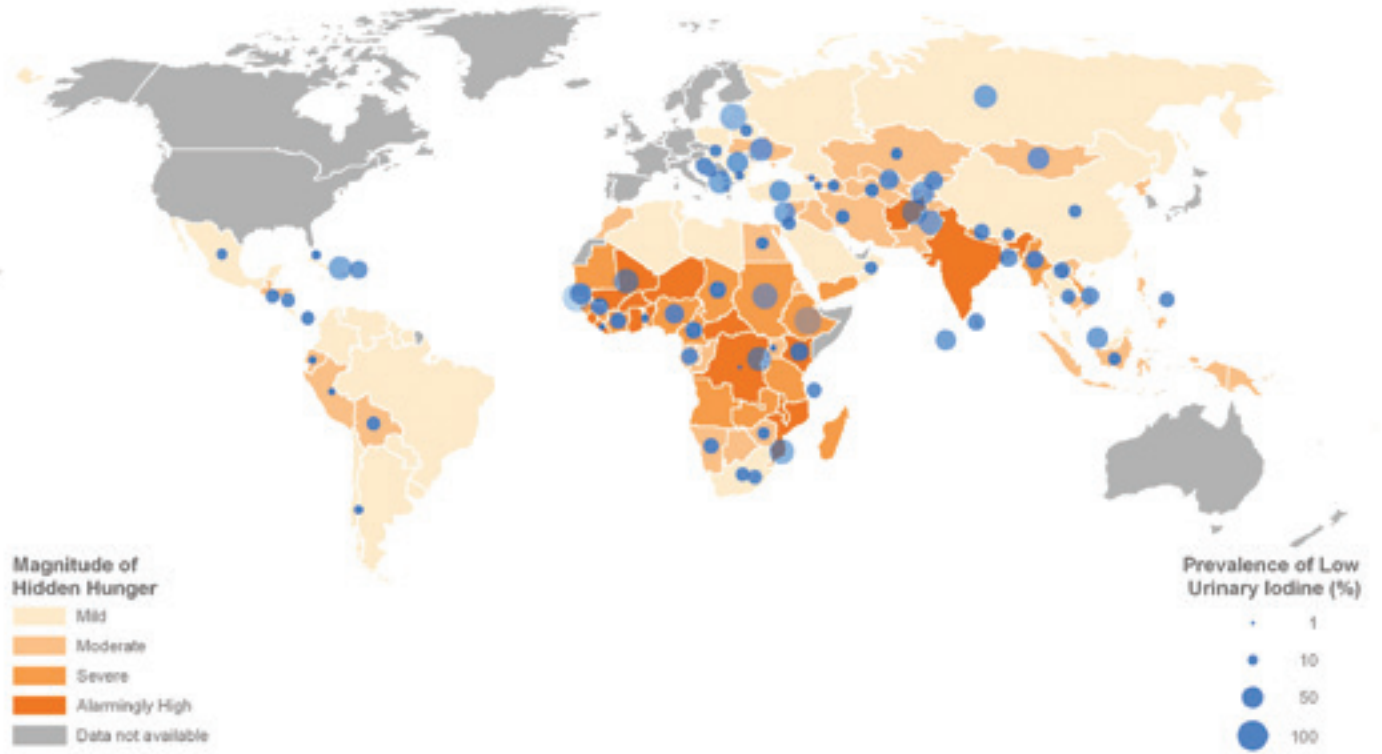 Magnitude of
Hidden Hunger
Mild
Moderate
Severe
Alarmingly High
Data not available
Prevalence of Low
Urinary Iodine (%)
1
10
50
100